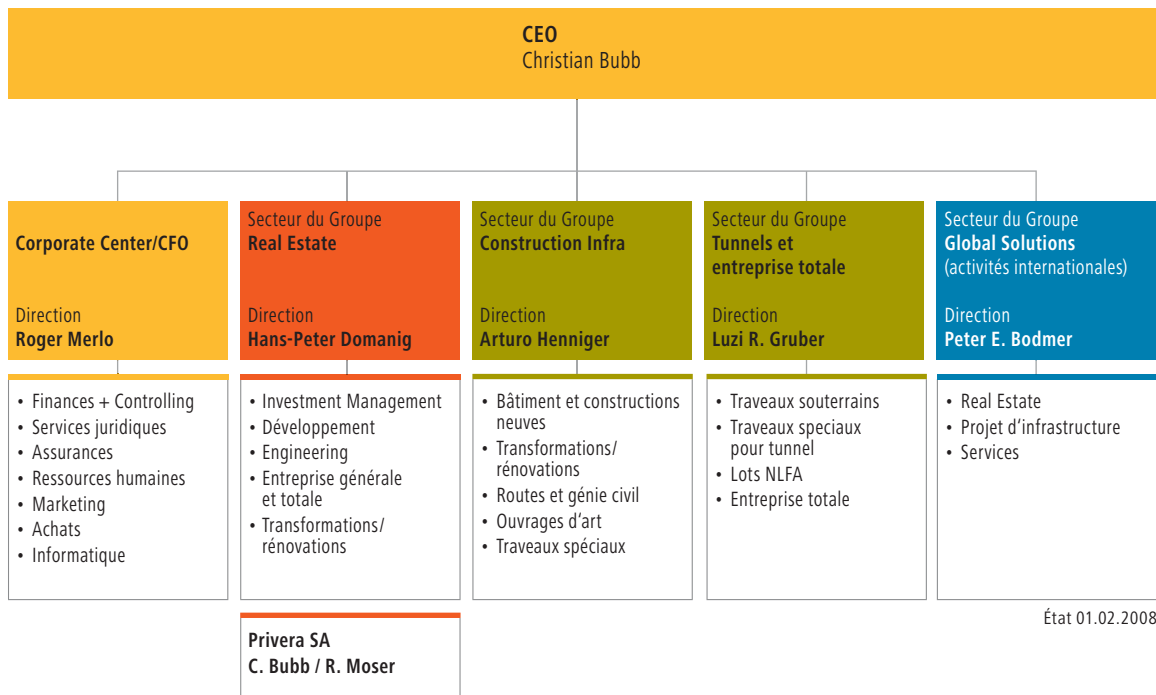 CEO
Christian Bubb
Corporate Center/CFO
Direction
Roger Merlo
• Finances + Controlling
• Services juridiques
• Assurances
• Ressources humaines
• Marketing
• Achats
• Informatique
Secteur du Groupe
Real Estate
Direction
Hans-Peter Domanig
• Investment Management
• Développement
• Engineering
• Entreprise générale
et totale
• Transformations/
rénovations
Privera SA
C. Bubb / R. Moser
Secteur du Groupe
Construction Infra
Direction
Arturo Henniger
• Bâtiment et constructions
neuves
• Transformations/
rénovations
• Routes et génie civil
• Ouvrages d‘art
• Traveaux spéciaux
Secteur du Groupe
Tunnels et
entreprise totale
Direction
Luzi R. Gruber
• Traveaux souterrains
• Traveaux speciaux
pour tunnel
• Lots NLFA
• Entreprise totale
Secteur du Groupe
Global Solutions
(activités internationales)
Direction
Peter E. Bodmer
• Real Estate
• Projet d‘infrastructure
• Services
État 01.02.2008